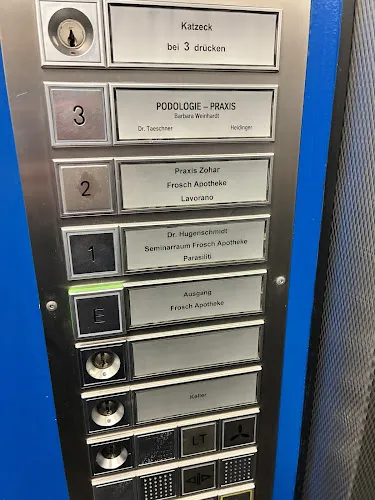 Katzeck
bei 3 drücken
3
PODOLOGIE – PRAXIS
Barbara Weinhardt
Dr. Taeschner Heidinger
2
Praxis Zohar
Frosch Apotheke
Lavorano
1
Dr. Hugenschmidt
Seminarraum Frosch Apotheke
Parasiliti
E
Ausgang
Frosch Apotheke
Keller
LT